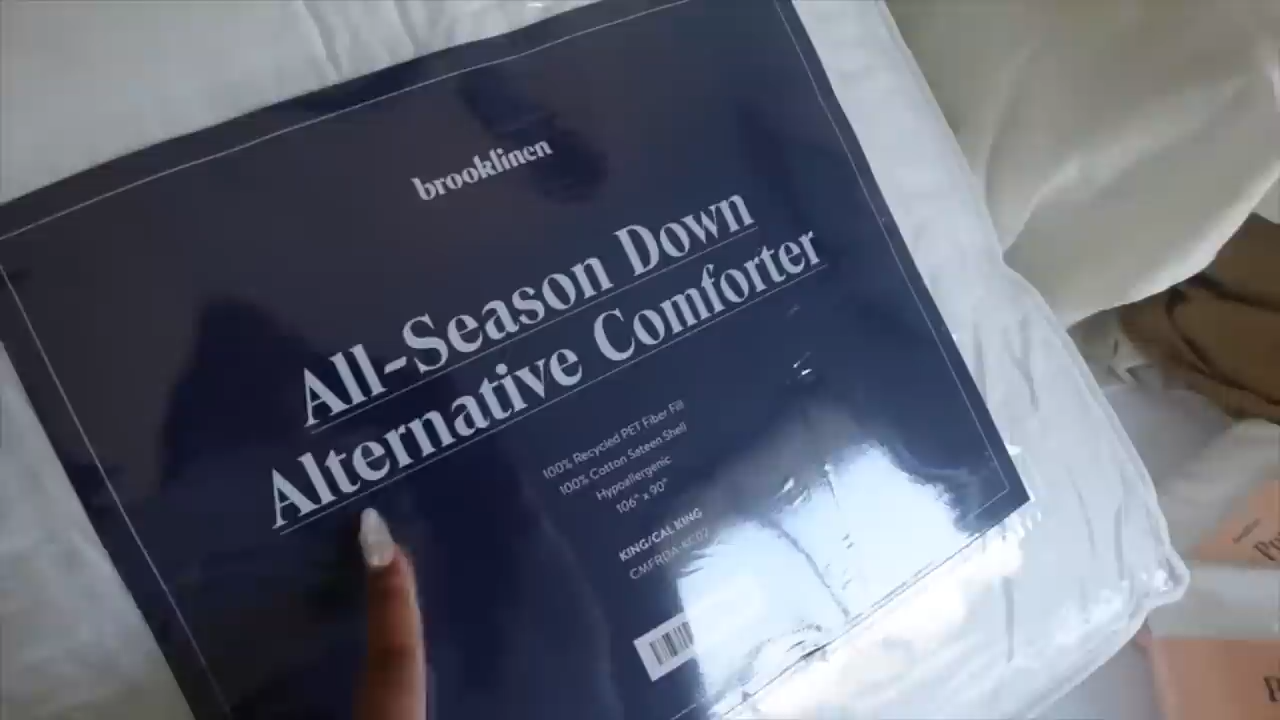 brooklinen
All-Season Down
Alternative Comforter
100% Recycled PET Fiber Fill
100% Cotton Sateen Shell
Hypoallergenic
106" x 90"
KING/CAL KING